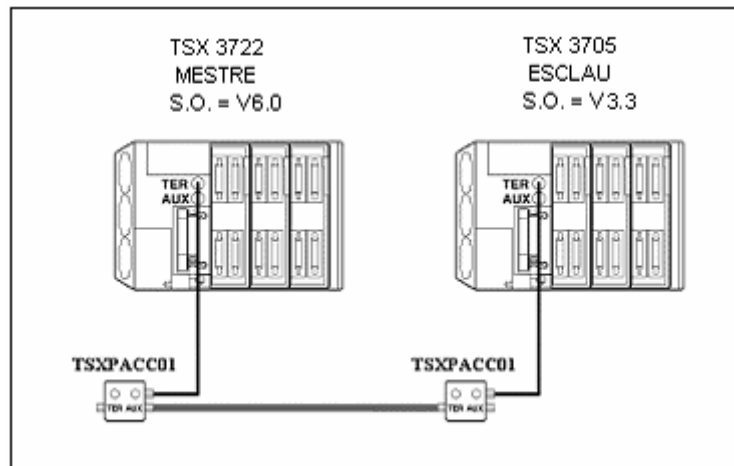 TSX 3722
MESTRE
S.O. = V6.0
TSX 3705
ESCLAU
S.O. = V3.3
TER
AUX
TER
AUX
TSXPACC01
TSXPACC01
TER AUX
TER AUX